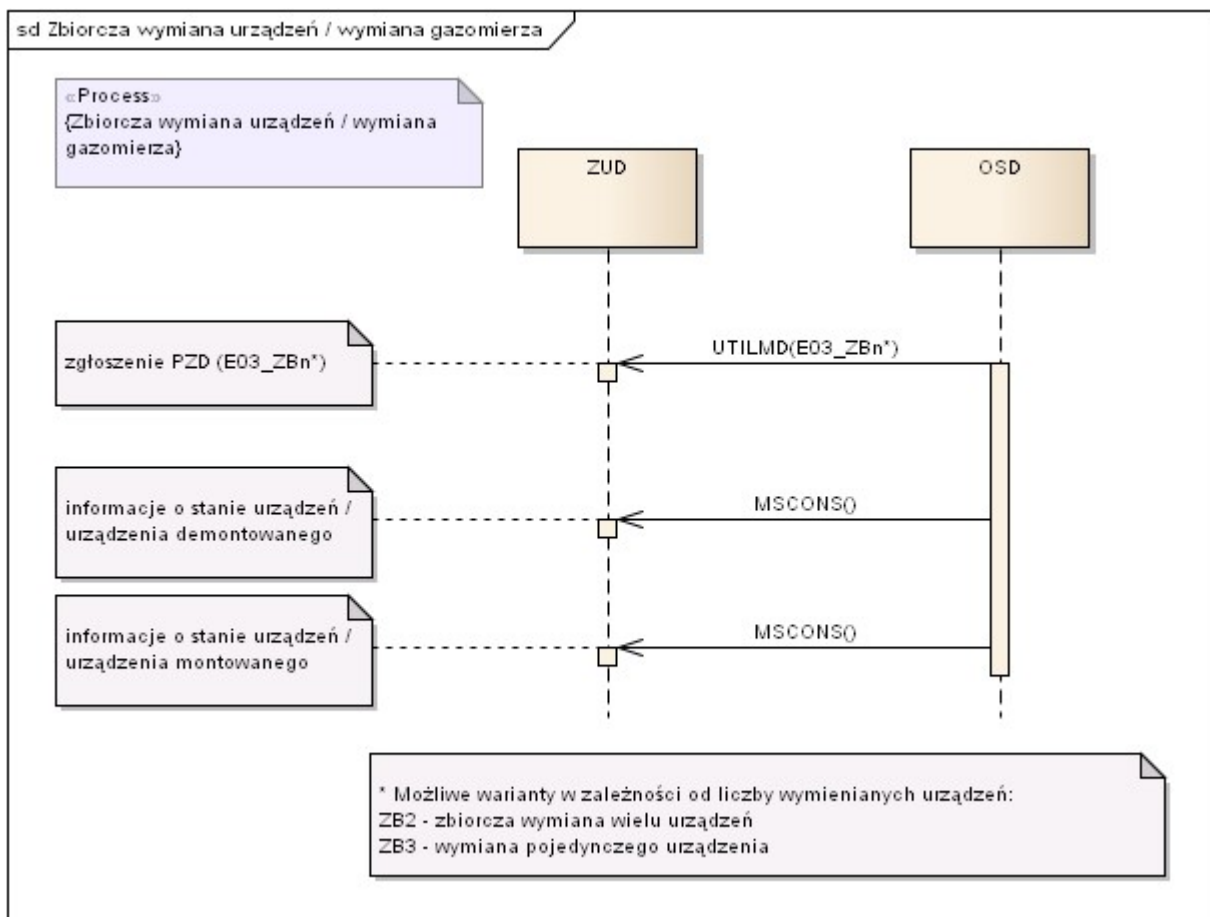 sd Zbiorcza wymiana urządzeń / wymiana gazomierza
«Process»
{Zbiorcza wymiana urządzeń / wymiana
gazomierza}
ZUD
OSD
zgłoszenie PZD (E03_ZBn*)
UTILMD(E03_ZBn*)
informacje o stanie urządzeń /
urządzenia demontowanego
MSCONS()
informacje o stanie urządzeń /
urządzenia montowanego
MSCONS()
* Możliwe warianty w zależności od liczby wymienianych urządzeń:
ZB2 - zbiorcza wymiana wielu urządzeń
ZB3 - wymiana pojedynczego urządzenia